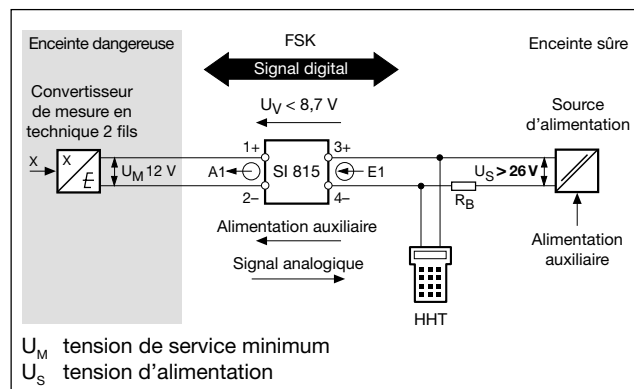 Enceinte dangereuse
FSK
Enceinte sûre
Signal digital
Convertisseur
de mesure en
technique 2 fils
U_V < 8,7 V
Source
d'alimentation
X
X
E
U_M 12 V
A1
1+
2–
SI 815
3+
4–
E1
R_B
U_S > 26 V
Alimentation auxiliaire
Signal analogique
HHT
Alimentation
auxiliaire
U_M tension de service minimum
U_S tension d'alimentation